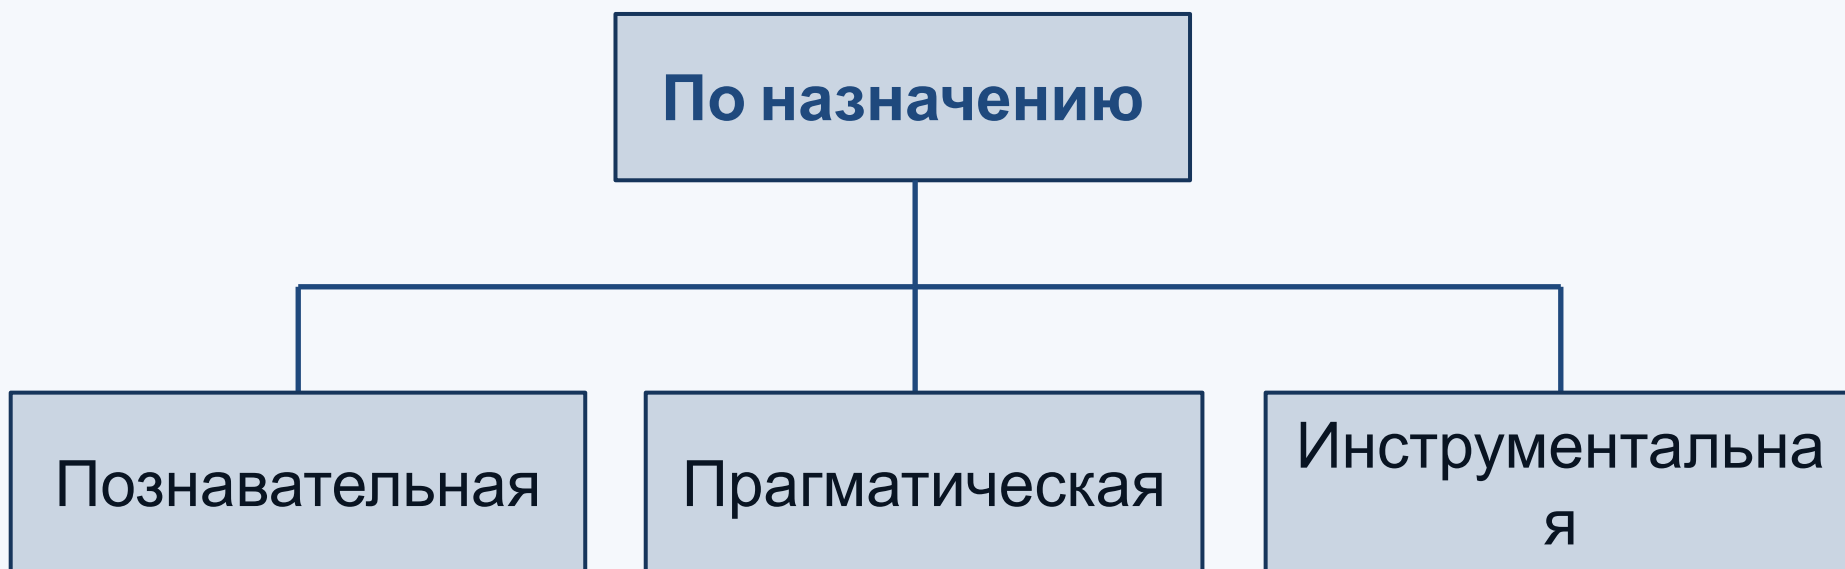 По назначению
Познавательная
Прагматическая
Инструментальна
я